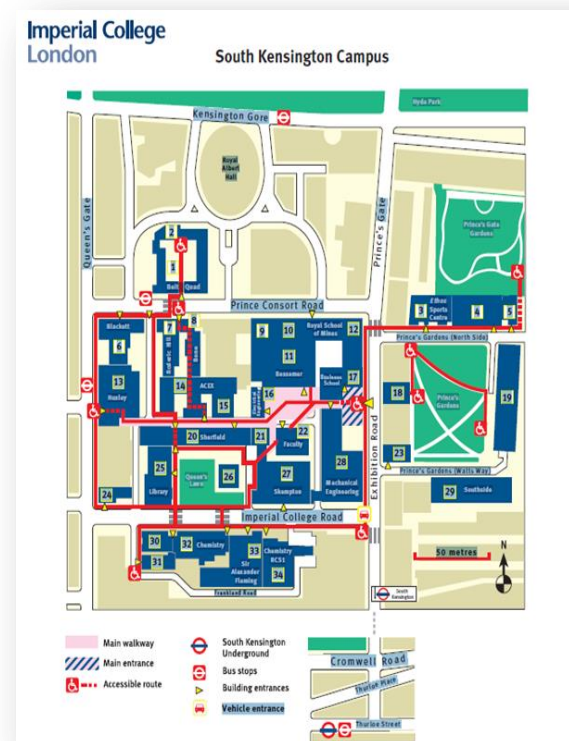 Imperial College
London
South Kensington Campus
Hyde Park
Kensington Gore
Royal
Albert
Hall
Queen's Gate
Prince's Gate
Prince's Gate
Gardens
2
1
Prince Consort Road
Ethos
Sports
Centre
3
4
5
Prince's Gardens (North Side)
Blackett
6
7
8
9
10
Royal School
of Mines
12
11
Bessemer
Business
School
17
13
Huxley
14
ACEX
15
16
18
Prince's
Gardens
19
20
Sherfield
21
22
Faculty
23
Exhibition Road
Prince's Gardens (Watts Way)
24
25
Library
Queen's
Lawn
26
27
Skempton
28
Mechanical
Engineering
29
Southside
Imperial College Road
30
31
32
Chemistry
33
Sir
Alexander
Fleming
Chemistry
RCS1
34
Frankland Road
50 metres
N
South
Kensington
Main walkway
Main entrance
Accessible route
South Kensington
Underground
Bus stops
Building entrances
Vehicle entrance
Cromwell Road
Thurloe Place
Thurloe Street